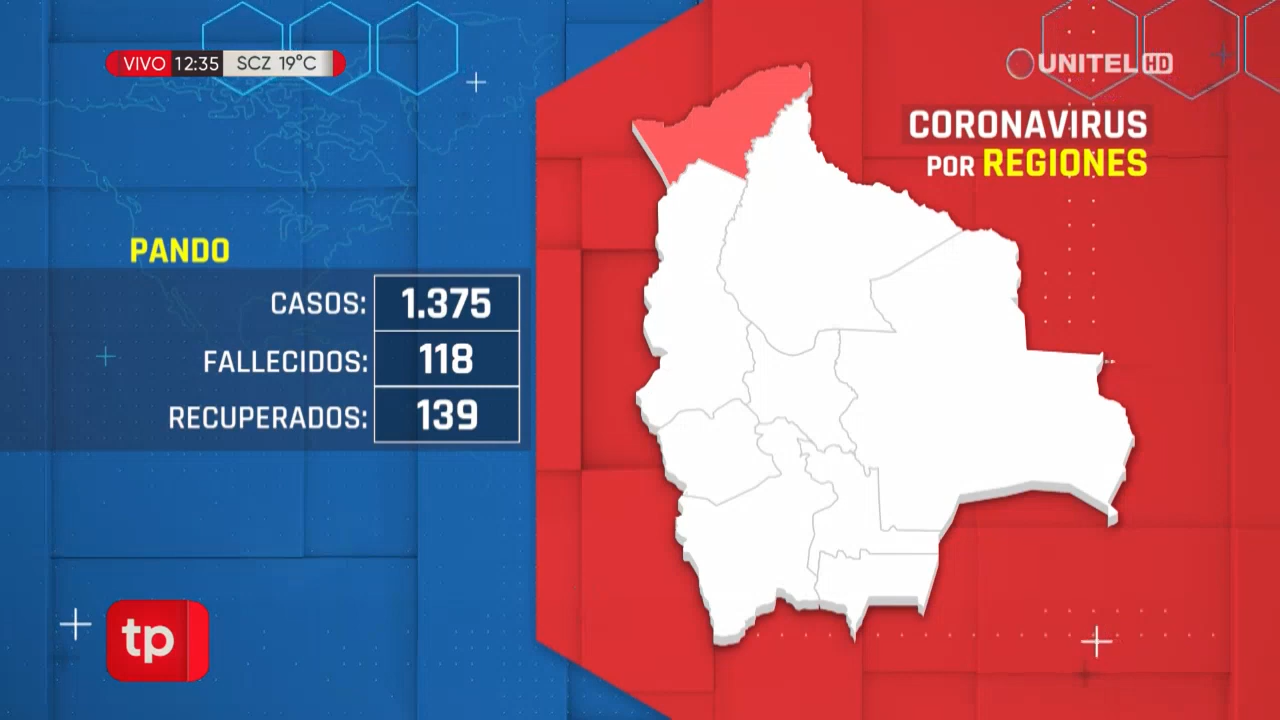 VIVO 12:35 SCZ 19°C
UNITEL HD
CORONAVIRUS
POR REGIONES
PANDO
CASOS: 1.375
FALLECIDOS: 118
RECUPERADOS: 139
tp